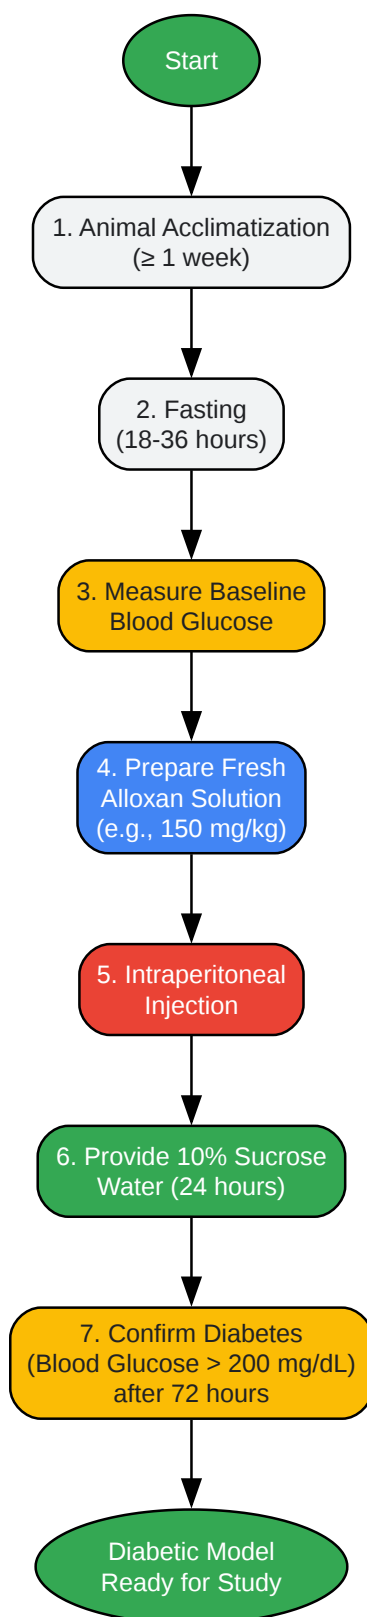 Start
1. Animal Acclimatization
(≥ 1 week)
2. Fasting
(18-36 hours)
3. Measure Baseline
Blood Glucose
4. Prepare Fresh
Alloxan Solution
(e.g., 150 mg/kg)
5. Intraperitoneal
Injection
6. Provide 10% Sucrose
Water (24 hours)
7. Confirm Diabetes
(Blood Glucose > 200 mg/dL)
after 72 hours
Diabetic Model
Ready for Study